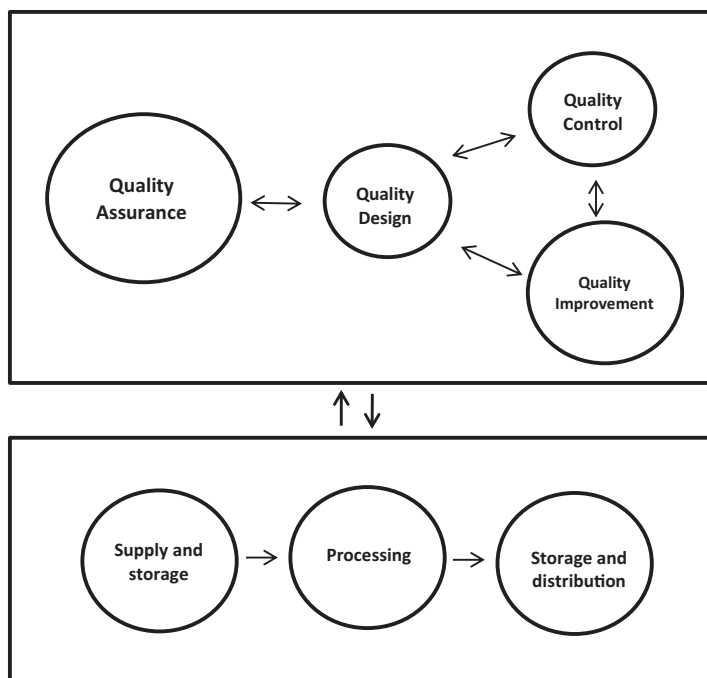 Quality
Assurance
Quality
Design
Quality
Control
Quality
Improvement
Supply and
storage
Processing
Storage and
distribution